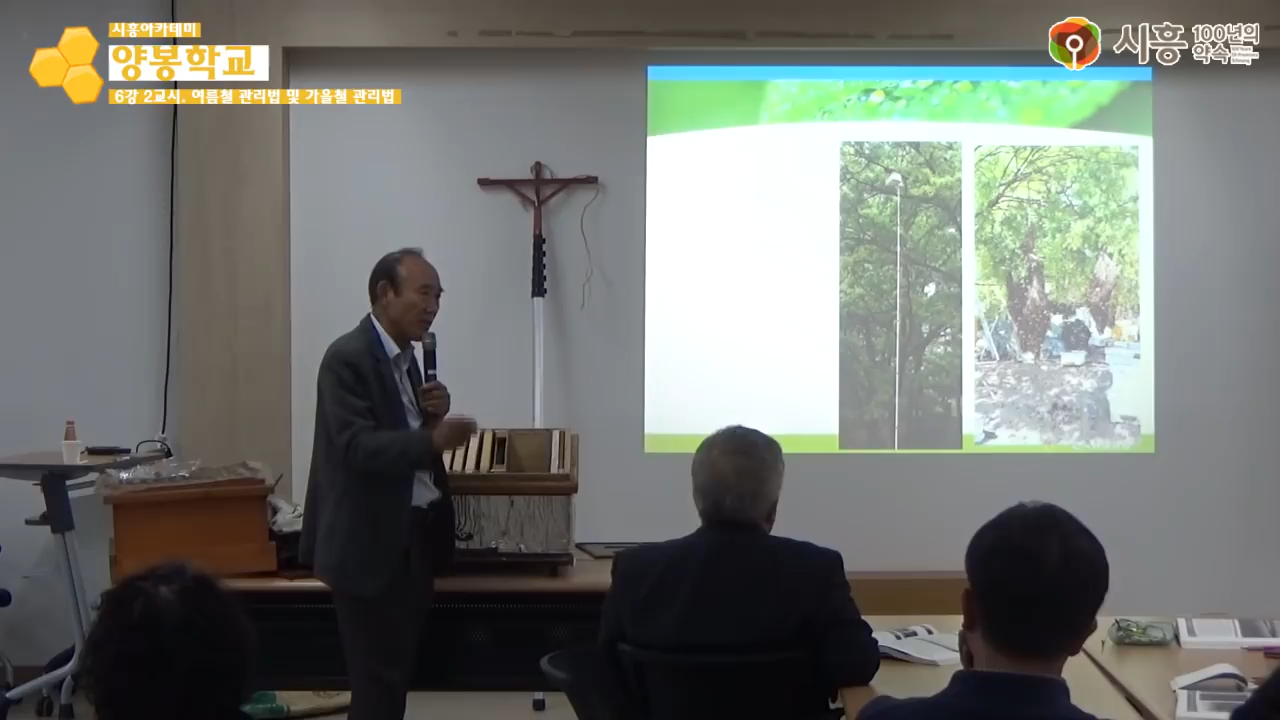 시흥아카데미
양봉학교
6강 2교시. 여름철 관리법 및 가을철 관리법
시흥
100년의
약속